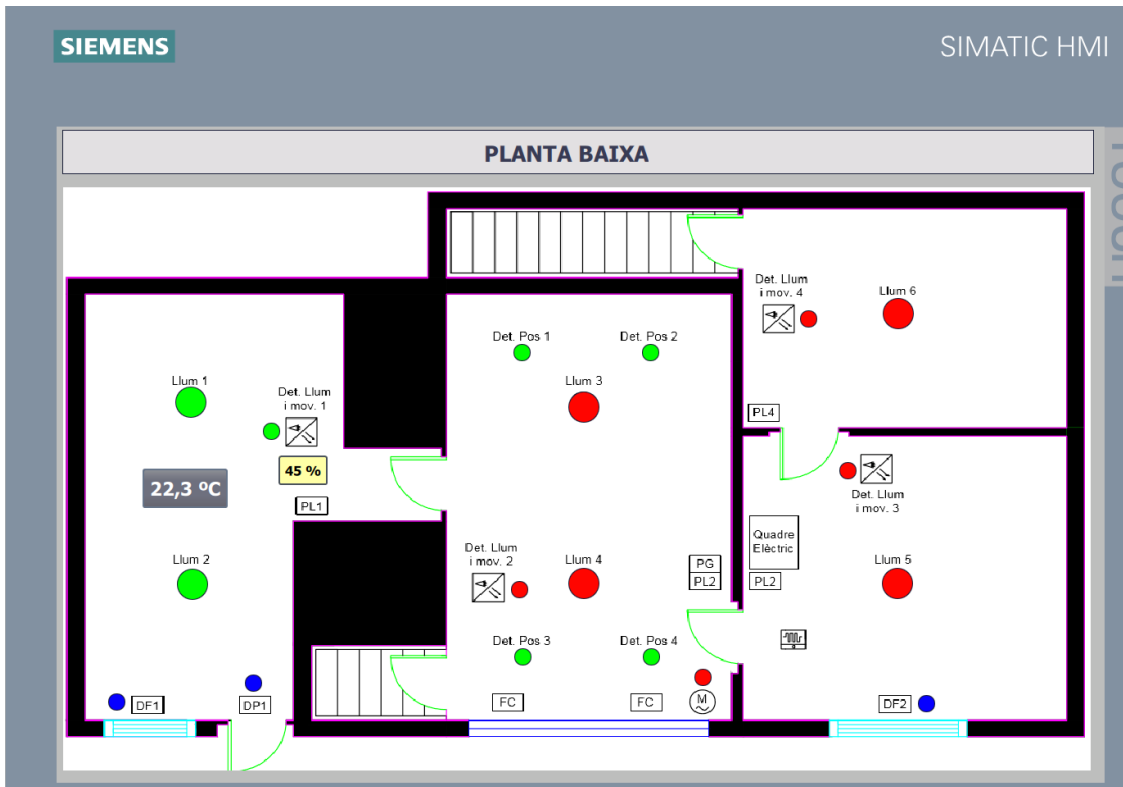 SIEMENS
SIMATIC HMI
PLANTA BAIXA
Det. Llum
i mov. 4
Llum 6
Det. Pos 1
Det. Pos 2
Llum 1
Llum 3
Det. Llum
i mov. 1
PL4
45 %
22,3 ºC
PL1
Det. Llum
i mov. 3
Quadre
Elèctric
Det. Llum
i mov. 2
Llum 2
Llum 4
PG
PL2
PL2
Llum 5
Det. Pos 3
Det. Pos 4
DF1
DP1
FC
FC
M
DF2